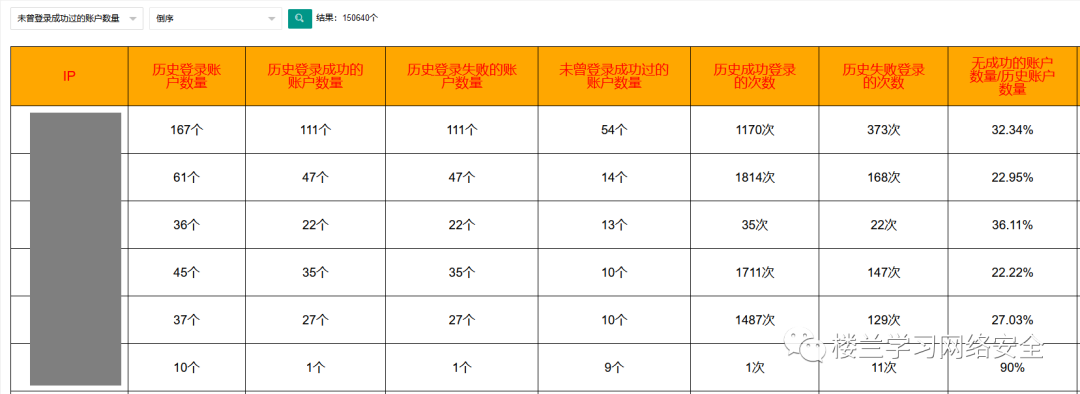 未曾登录成功过的账户数量 倒序 结果：150640个
IP 历史登录账户数量 历史登录成功的账户数量 历史登录失败的账户数量 未曾登录成功过的账户数量 历史成功登录的次数 历史失败登录的次数 无成功的账户数量/历史账户数量
167个 111个 111个 54个 1170次 373次 32.34%
61个 47个 47个 14个 1814次 168次 22.95%
36个 22个 22个 13个 35次 22次 36.11%
45个 35个 35个 10个 1711次 147次 22.22%
37个 27个 27个 10个 1487次 129次 27.03%
10个 1个 1个 9个 1次 11次 90%
楼兰学习网络安全